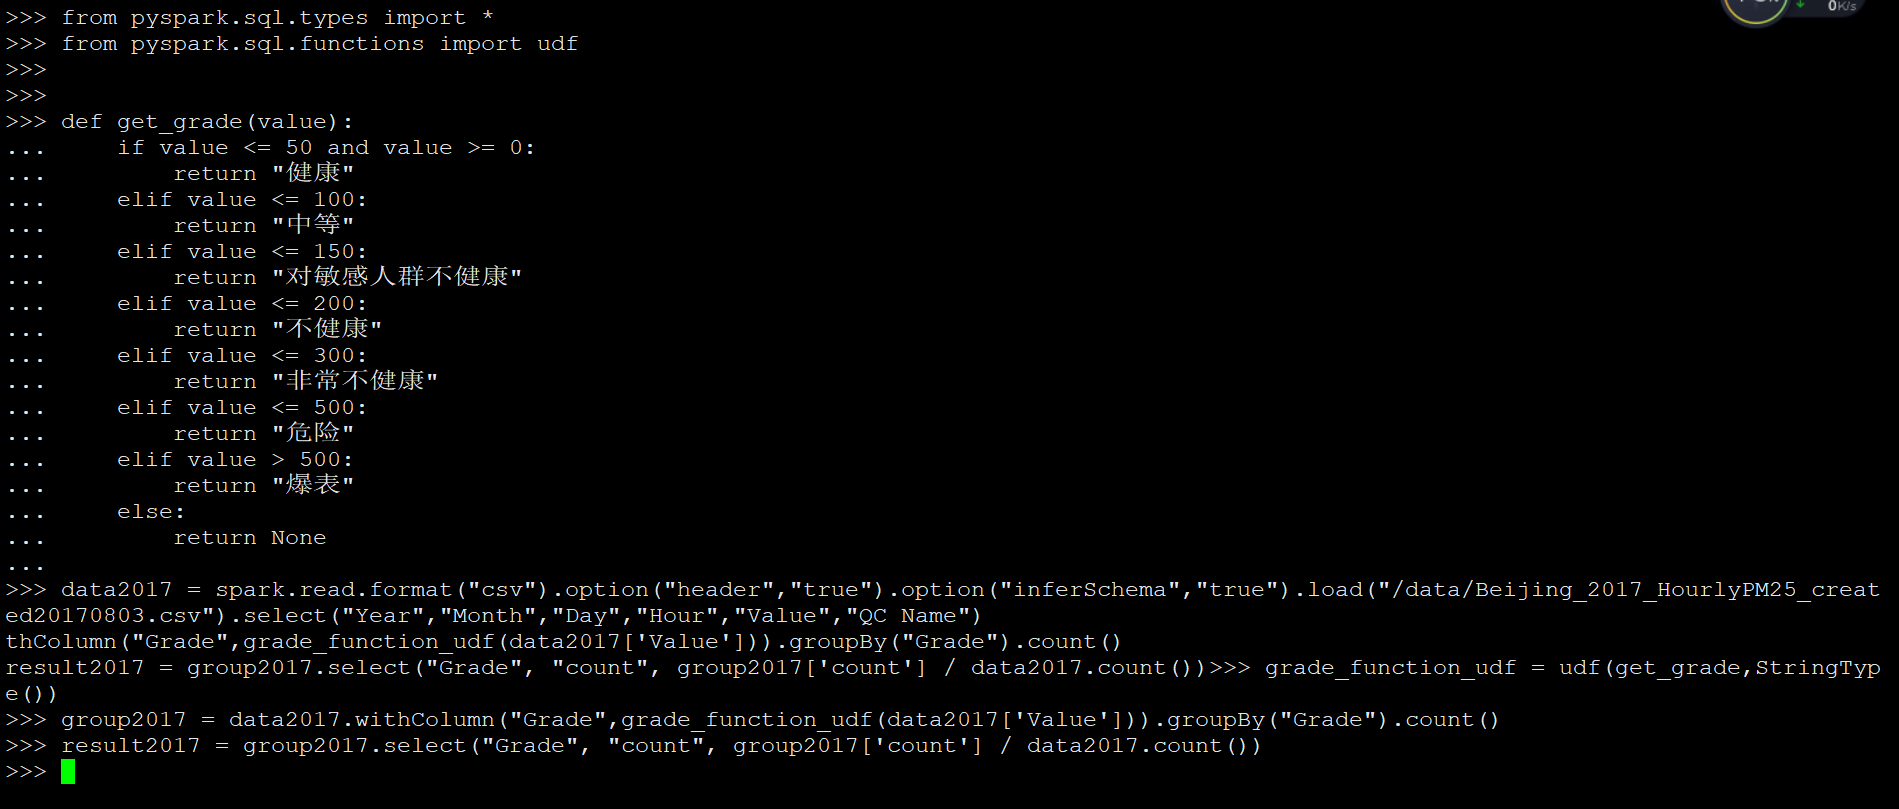 >>> from pyspark.sql.types import *
>>> from pyspark.sql.functions import udf
>>>
>>>
>>> def get_grade(value):
...     if value <= 50 and value >= 0:
...         return "健康"
...     elif value <= 100:
...         return "中等"
...     elif value <= 150:
...         return "对敏感人群不健康"
...     elif value <= 200:
...         return "不健康"
...     elif value <= 300:
...         return "非常不健康"
...     elif value <= 500:
...         return "危险"
...     elif value > 500:
...         return "爆表"
...     else:
...         return None
...
>>> data2017 = spark.read.format("csv").option("header","true").option("inferSchema","true").load("/data/Beijing_2017_HourlyPM25_creat
ed20170803.csv").select("Year","Month","Day","Hour","Value","QC Name")
thColumn("Grade",grade_function_udf(data2017['Value'])).groupBy("Grade").count()
result2017 = group2017.select("Grade", "count", group2017['count'] / data2017.count())>>> grade_function_udf = udf(get_grade,StringTyp
e())
>>> group2017 = data2017.withColumn("Grade",grade_function_udf(data2017['Value'])).groupBy("Grade").count()
>>> result2017 = group2017.select("Grade", "count", group2017['count'] / data2017.count())
>>>
0K/s